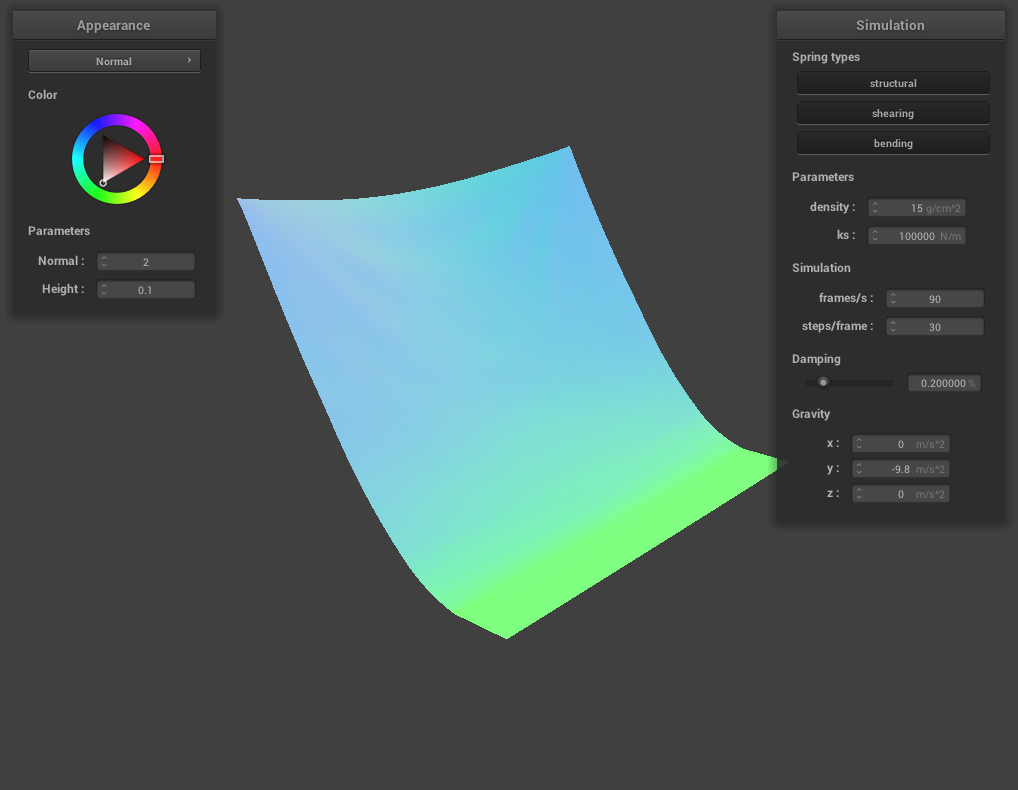 Appearance
Normal ›
Color
Parameters
Normal : 2
Height : 0.1
Simulation
Spring types
structural
shearing
bending
Parameters
density : 15 g/cm^2
ks : 100000 N/m
Simulation
frames/s : 90
steps/frame : 30
Damping
0.200000 %
Gravity
x : 0 m/s^2
y : -9.8 m/s^2
z : 0 m/s^2